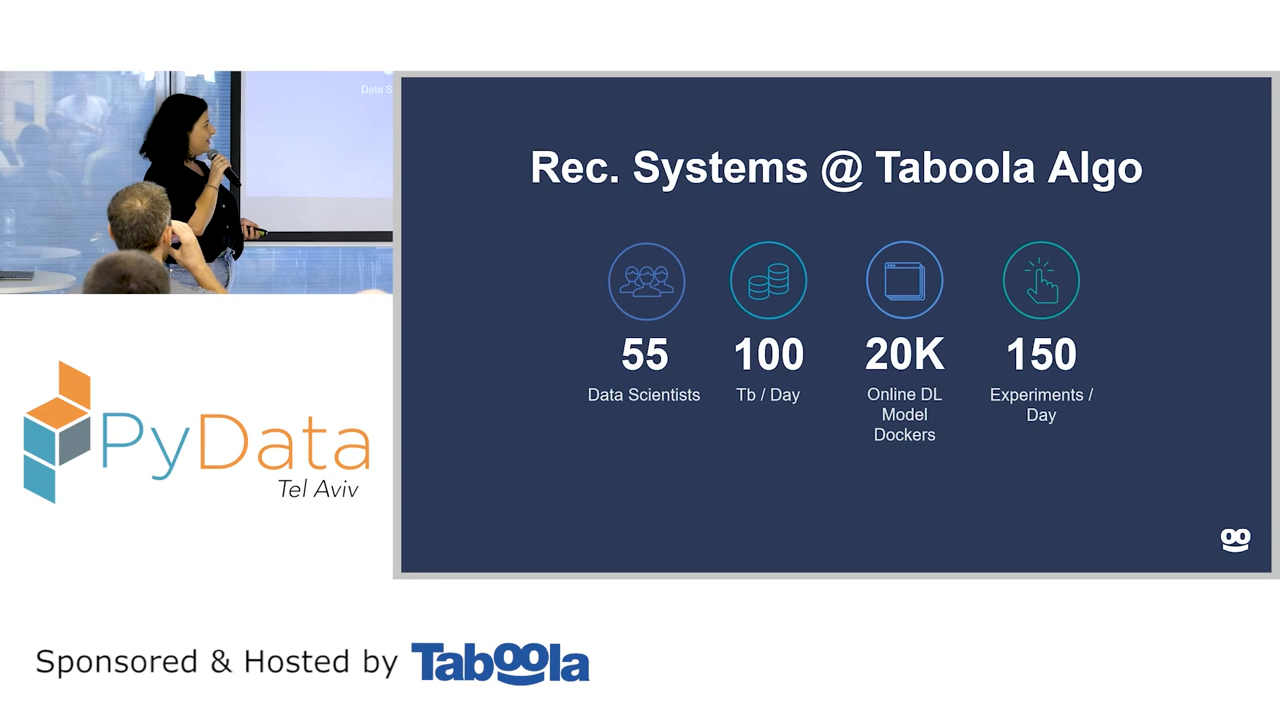 Data S
Rec. Systems @ Taboola Algo
55
Data Scientists
100
Tb / Day
20K
Online DL
Model
Dockers
150
Experiments /
Day
PyData
Tel Aviv
Sponsored & Hosted by Taboola